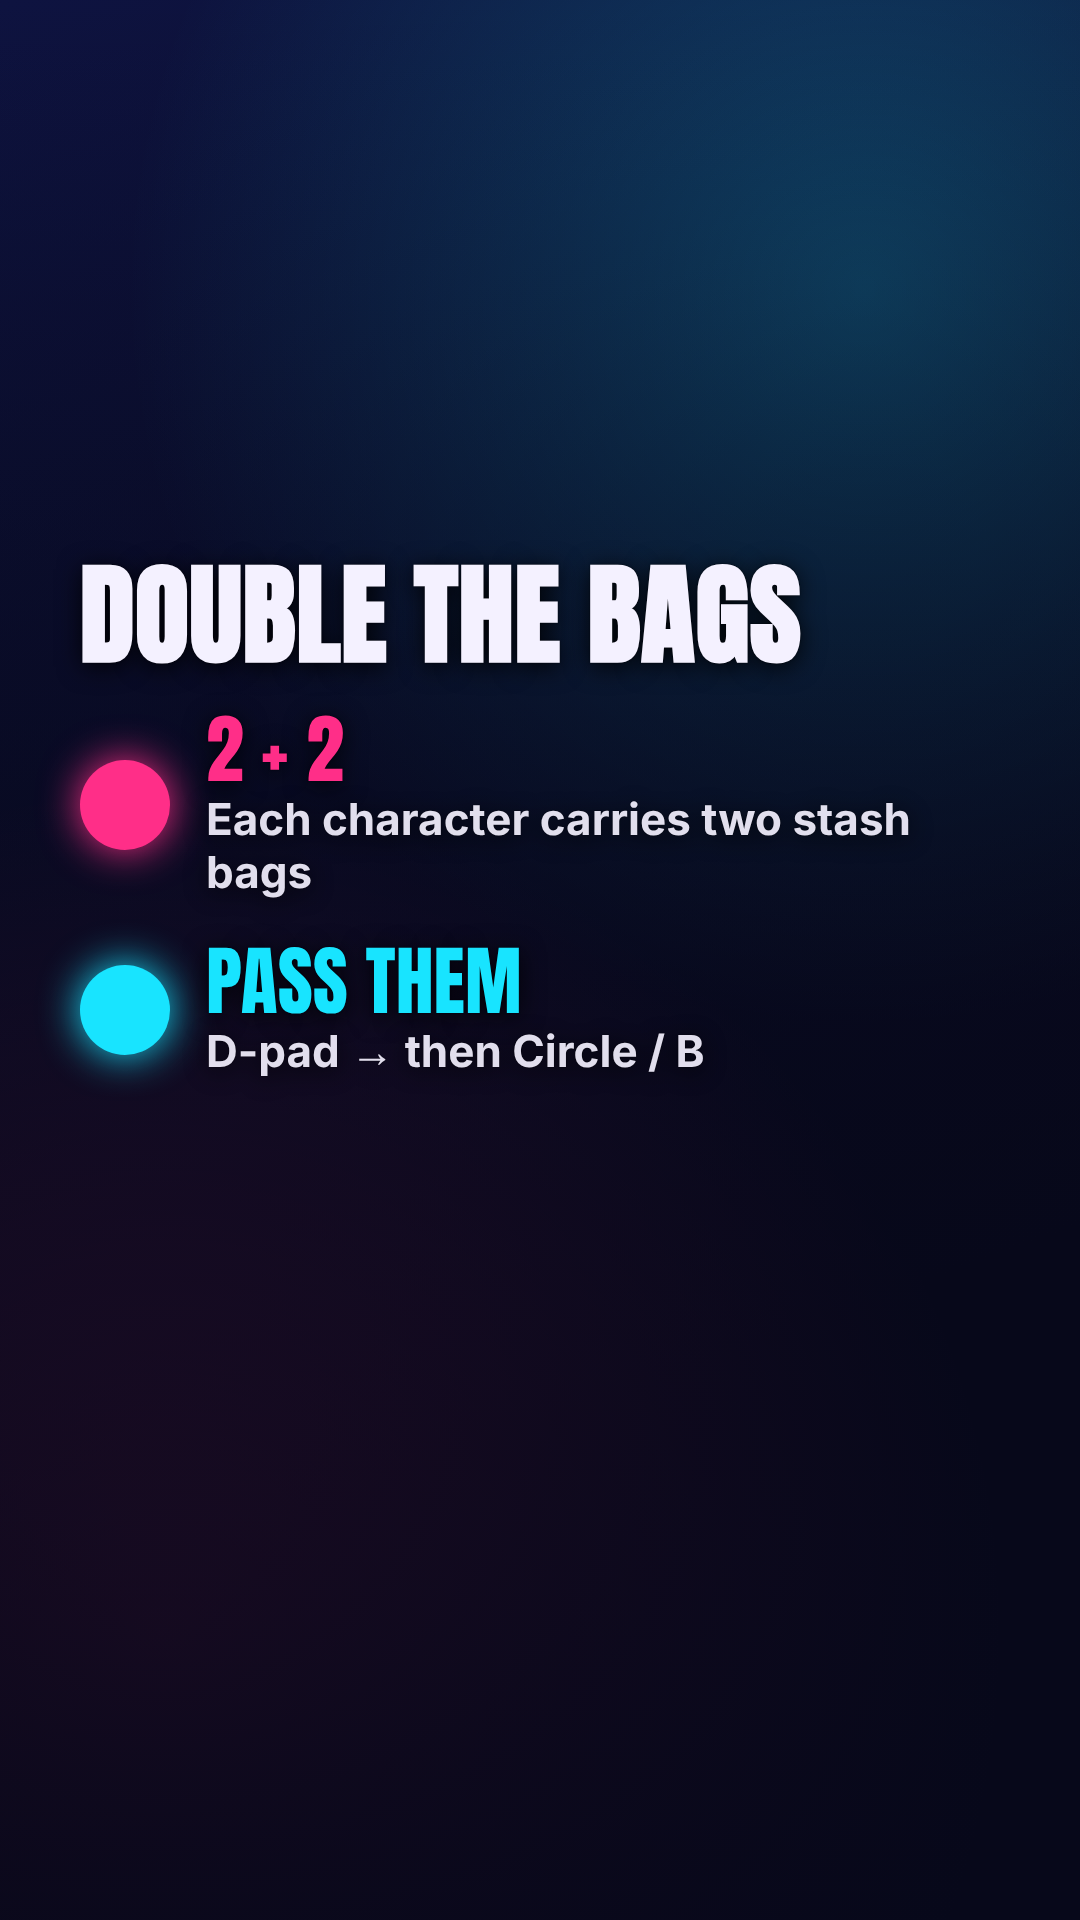 DOUBLE THE BAGS
2 + 2
Each character carries two stash
bags
PASS THEM
D-pad → then Circle / B